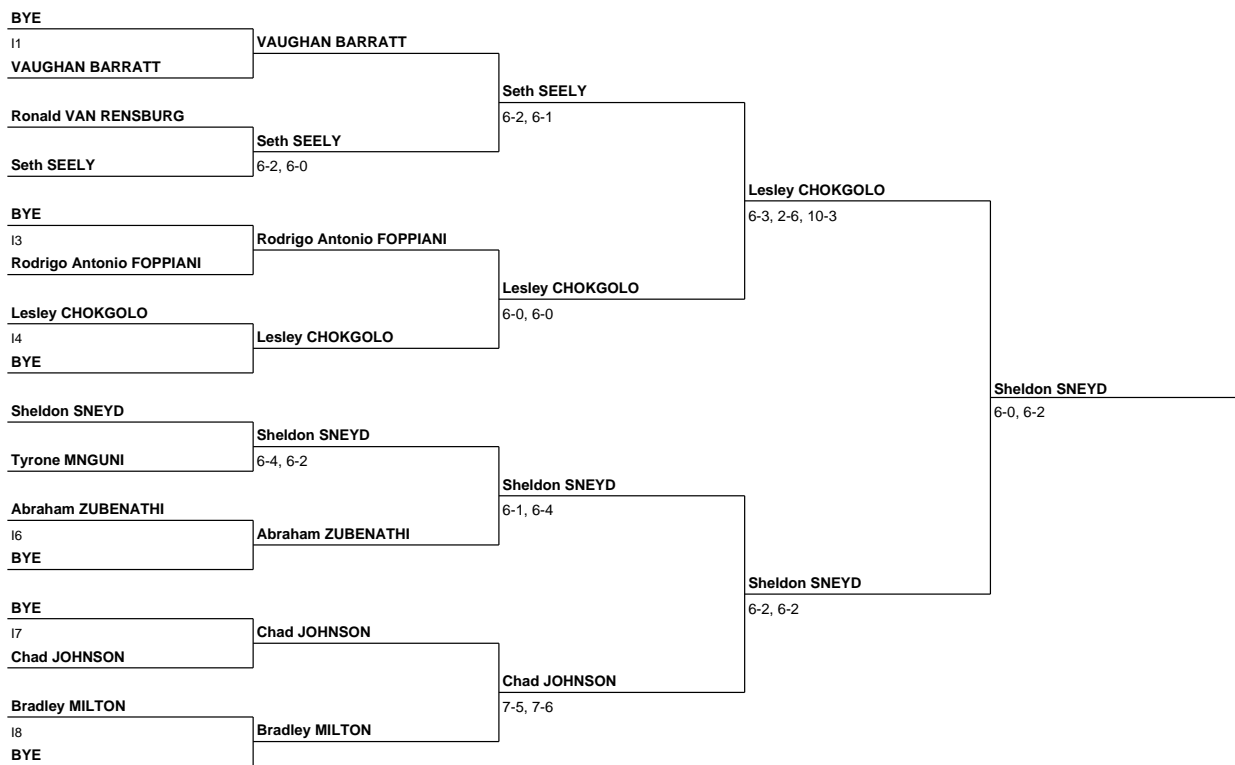 BYE
I1
VAUGHAN BARRATT
Ronald VAN RENSBURG
Seth SEELY
BYE
I3
Rodrigo Antonio FOPPIANI
Lesley CHOKGOLO
I4
BYE
Sheldon SNEYD
Tyrone MNGUNI
Abraham ZUBENATHI
I6
BYE
BYE
I7
Chad JOHNSON
Bradley MILTON
I8
BYE
VAUGHAN BARRATT
Seth SEELY
6-2, 6-0
Rodrigo Antonio FOPPIANI
Lesley CHOKGOLO
Sheldon SNEYD
6-4, 6-2
Abraham ZUBENATHI
Chad JOHNSON
Bradley MILTON
Seth SEELY
6-2, 6-1
Lesley CHOKGOLO
6-0, 6-0
Sheldon SNEYD
6-1, 6-4
Chad JOHNSON
7-5, 7-6
Lesley CHOKGOLO
6-3, 2-6, 10-3
Sheldon SNEYD
6-2, 6-2
Sheldon SNEYD
6-0, 6-2